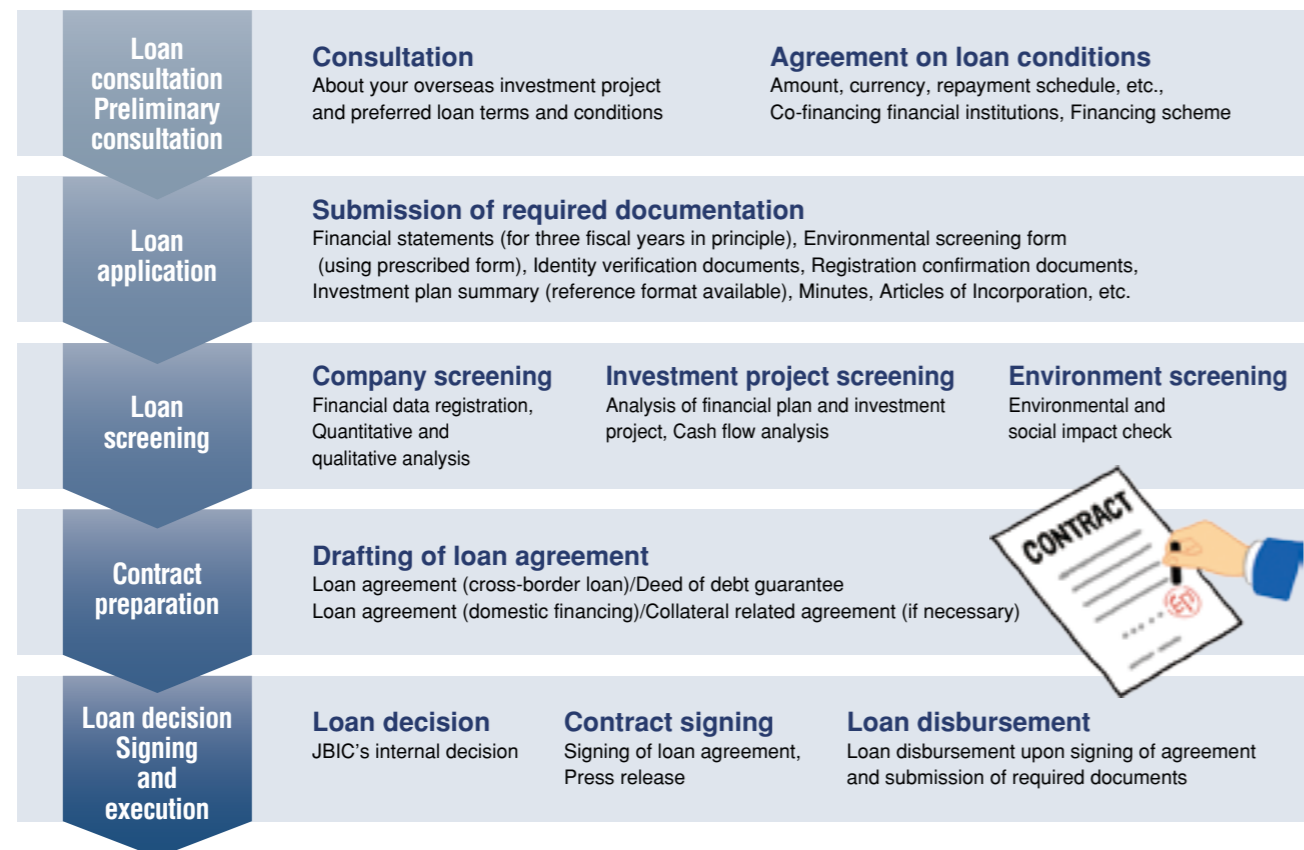 Loan
consultation
Preliminary
consultation
Consultation
About your overseas investment project
and preferred loan terms and conditions
Agreement on loan conditions
Amount, currency, repayment schedule, etc.,
Co-financing financial institutions, Financing scheme
Loan
application
Submission of required documentation
Financial statements (for three fiscal years in principle), Environmental screening form
(using prescribed form), Identity verification documents, Registration confirmation documents,
Investment plan summary (reference format available), Minutes, Articles of Incorporation, etc.
Loan
screening
Company screening
Financial data registration,
Quantitative and
qualitative analysis
Investment project screening
Analysis of financial plan and investment
project, Cash flow analysis
Environment screening
Environmental and
social impact check
Contract
preparation
Drafting of loan agreement
Loan agreement (cross-border loan)/Deed of debt guarantee
Loan agreement (domestic financing)/Collateral related agreement (if necessary)
CONTRACT
Loan decision
Signing
and
execution
Loan decision
JBIC's internal decision
Contract signing
Signing of loan agreement,
Press release
Loan disbursement
Loan disbursement upon signing of agreement
and submission of required documents